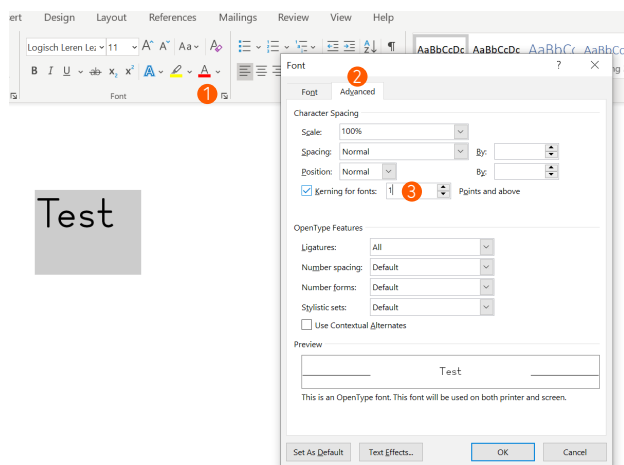 ert Design Layout References Mailings Review View Help
Logisch Leren Le 11 A A Aa A
AaBbCcDc AaBbCcDc AaBbCc AaBbCc
B I U ab x2 x2 A A
Font
1
Font ?
2
Font Advanced
Character Spacing
Scale: 100%
Spacing: Normal By:
Position: Normal By:
Kerning for fonts: 1 3 Points and above
Test
OpenType Features
Ligatures: All
Number spacing: Default
Number forms: Default
Stylistic sets: Default
Use Contextual Alternates
Preview
Test
This is an OpenType font. This font will be used on both printer and screen.
Set As Default Text Effects... OK Cancel